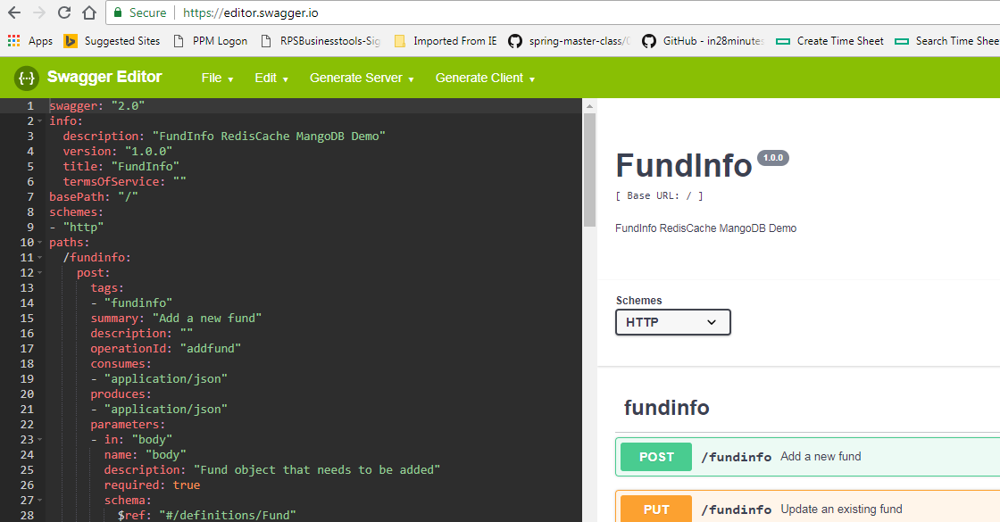 Secure https://editor.swagger.io
Apps Suggested Sites PPM Logon RPSBusinesstools-Sig Imported From IE spring-master-class/ GitHub - in28minutes Create Time Sheet Search Time Shee
{··} Swagger Editor File Edit Generate Server Generate Client
1 swagger: "2.0"
2 info:
3 description: "FundInfo RedisCache MangoDB Demo"
4 version: "1.0.0"
5 title: "FundInfo"
6 termsOfService: ""
7 basePath: "/"
8 schemes:
9 - "http"
10 paths:
11 /fundinfo:
12 post:
13 tags:
14 - "fundinfo"
15 summary: "Add a new fund"
16 description: ""
17 operationId: "addfund"
18 consumes:
19 - "application/json"
20 produces:
21 - "application/json"
22 parameters:
23 - in: "body"
24 name: "body"
25 description: "Fund object that needs to be added"
26 required: true
27 schema:
28 $ref: "#/definitions/Fund"
FundInfo 1.0.0
[ Base URL: / ]
FundInfo RedisCache MangoDB Demo
Schemes
HTTP
fundinfo
POST /fundinfo Add a new fund
PUT /fundinfo Update an existing fund